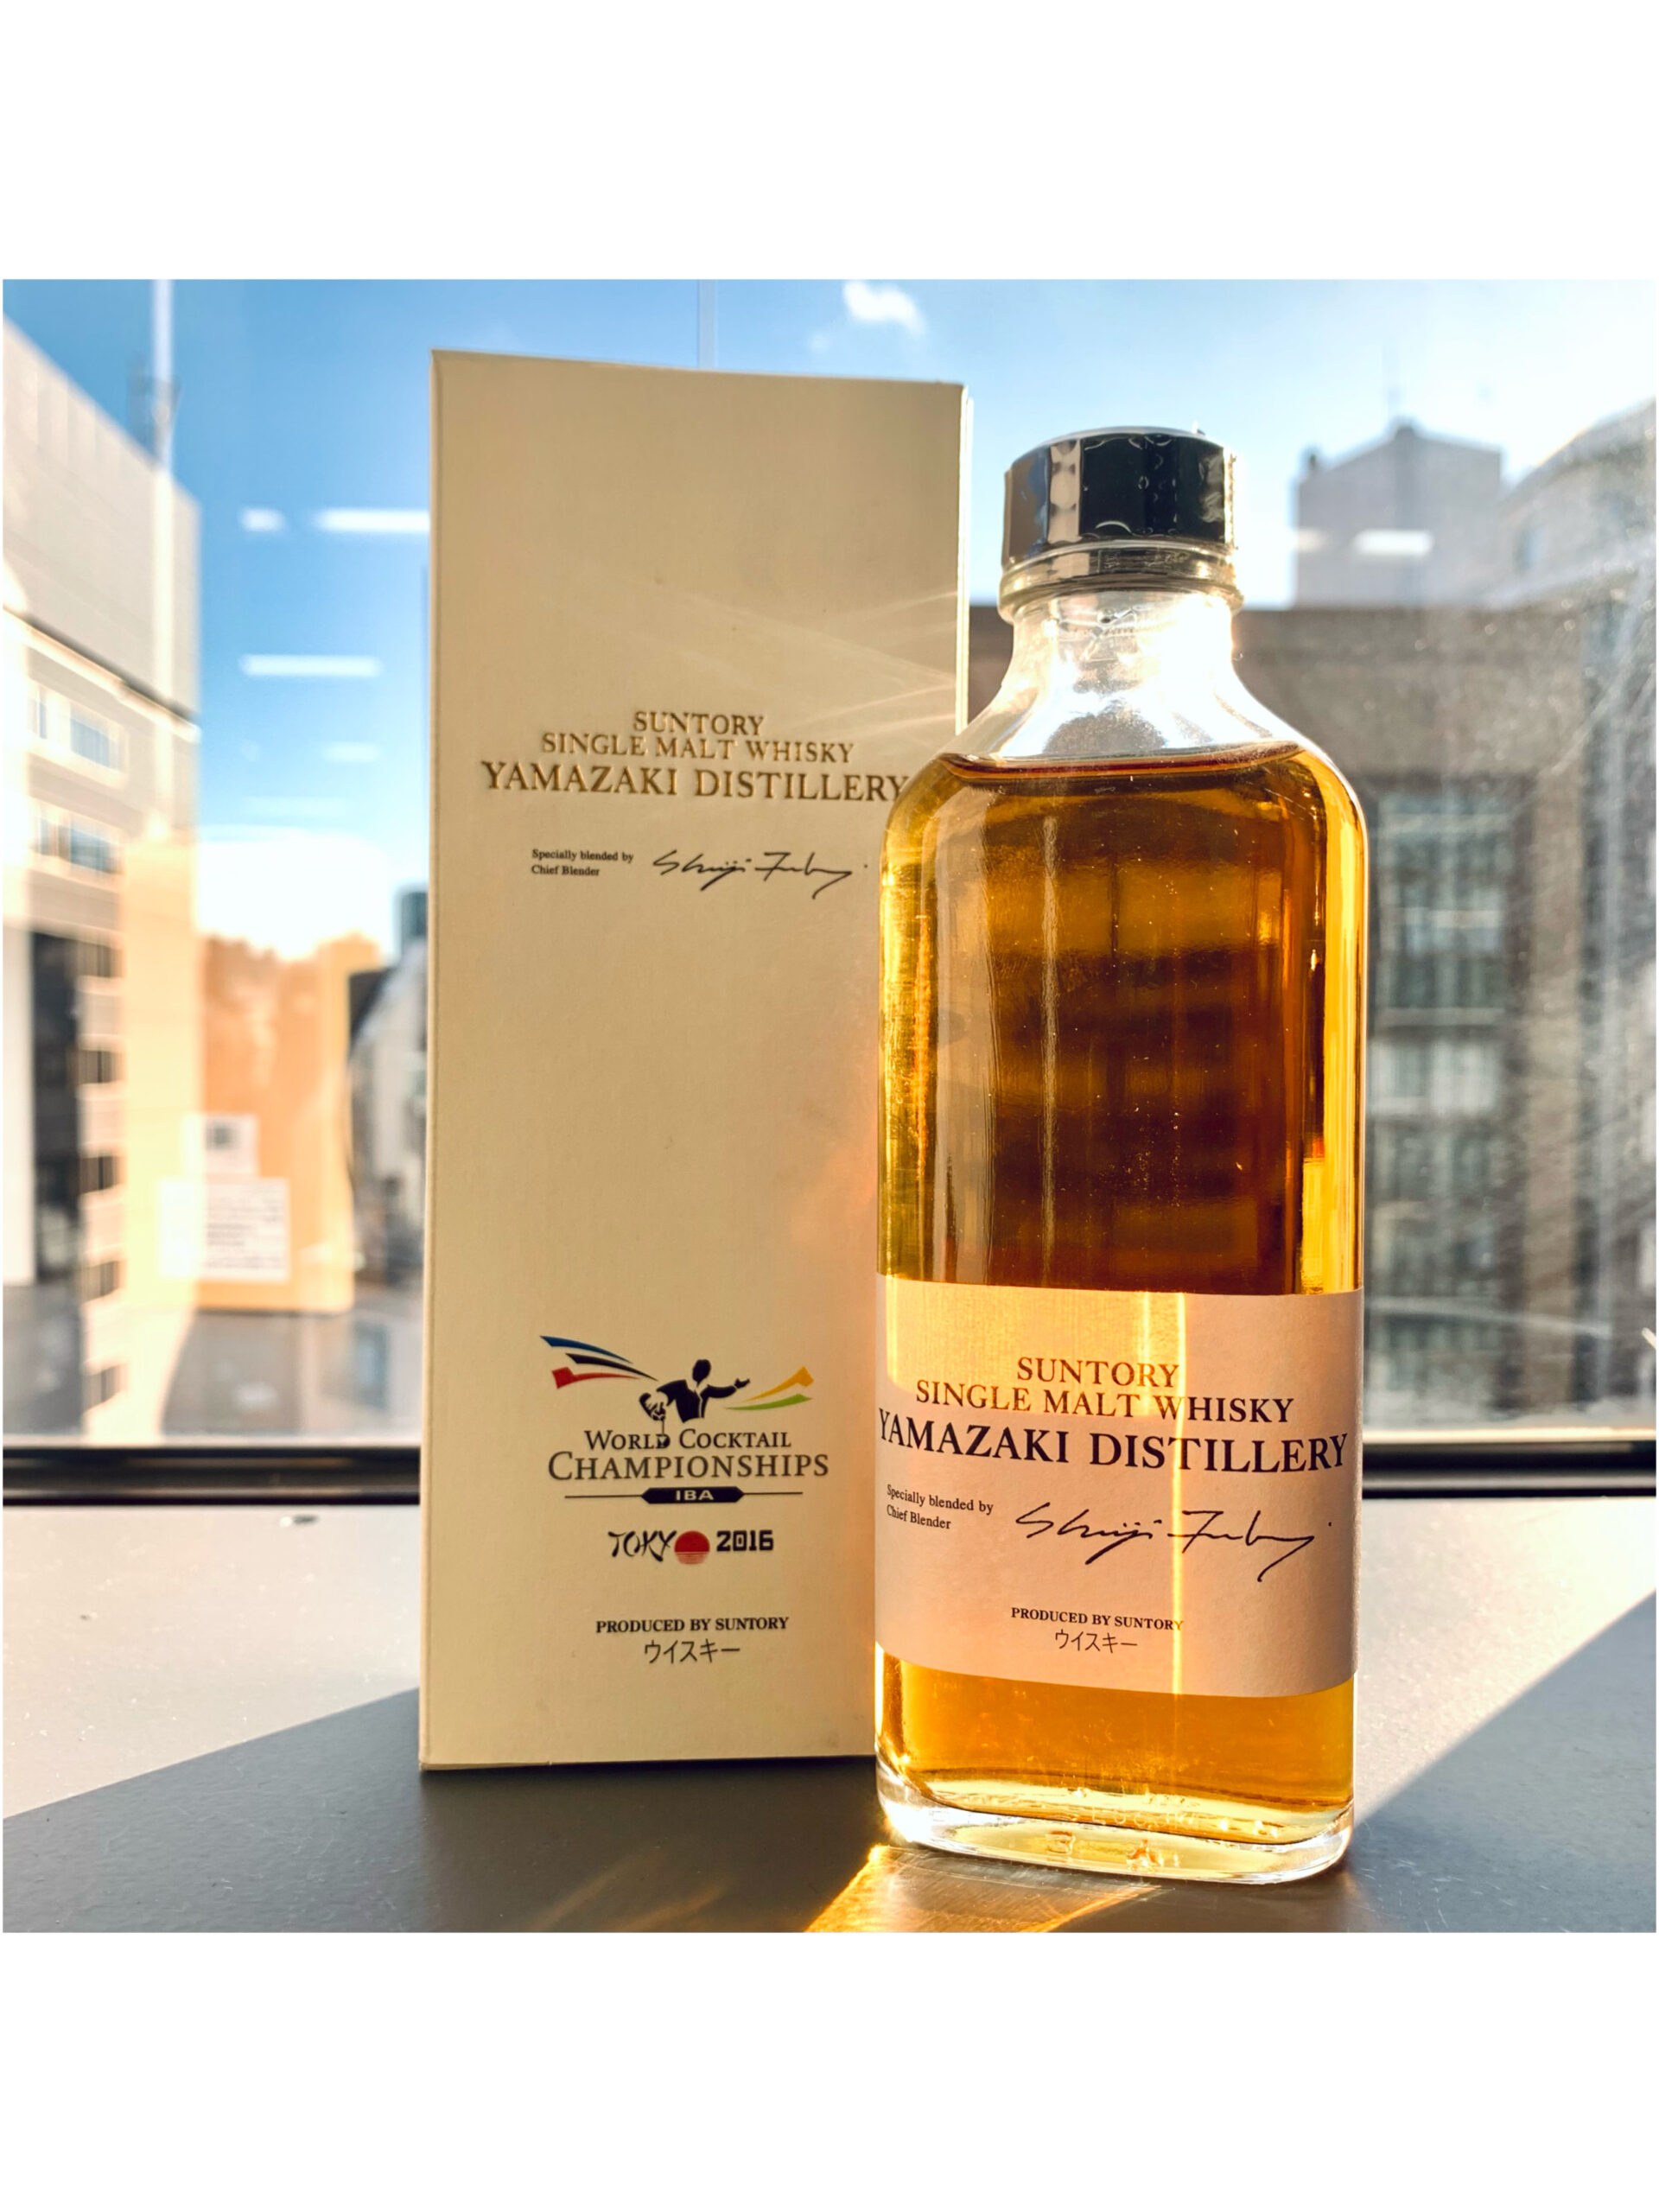 SUNTORY
SINGLE MALT WHISKY
YAMAZAKI DISTILLERY
Specially blended by
Chief Blender
WORLD COCKTAIL
CHAMPIONSHIPS
IBA
TOKYO 2016
PRODUCED BY SUNTORY
ウイスキー
SUNTORY
SINGLE MALT WHISKY
YAMAZAKI DISTILLERY
Specially blended by
Chief Blender
PRODUCED BY SUNTORY
ウイスキー